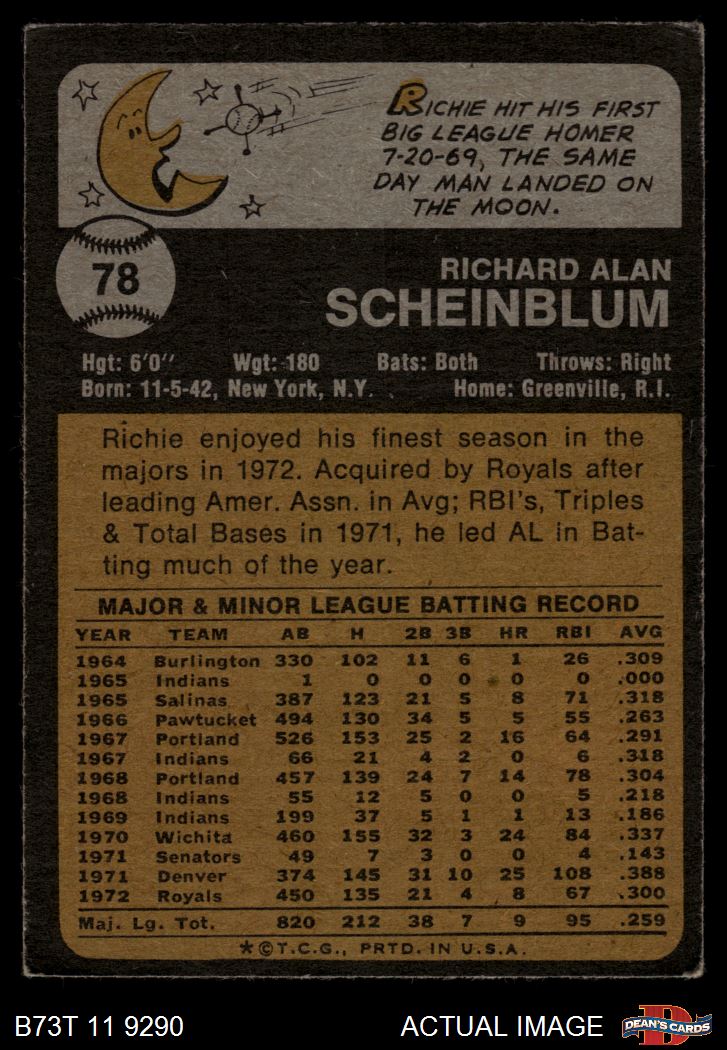 RICHIE HIT HIS FIRST
BIG LEAGUE HOMER
7-20-69, THE SAME
DAY MAN LANDED ON
THE MOON.
78
RICHARD ALAN
SCHEINBLUM
Hgt: 6'0" Wgt: 180 Bats: Both Throws: Right
Born: 11-5-42, New York, N.Y. Home: Greenville, R.I.
Richie enjoyed his finest season in the
majors in 1972. Acquired by Royals after
leading Amer. Assn. in Avg; RBI's, Triples
& Total Bases in 1971, he led AL in Bat-
ting much of the year.
MAJOR & MINOR LEAGUE BATTING RECORD
YEAR TEAM AB H 2B 3B HR RBI AVG
1964 Burlington 330 102 11 6 1 26 .309
1965 Indians 1 0 0 0 0 0 .000
1965 Salinas 387 123 21 5 8 71 .318
1966 Pawtucket 494 130 34 5 5 55 .263
1967 Portland 526 153 25 2 16 64 .291
1967 Indians 66 21 4 2 0 6 .318
1968 Portland 457 139 24 7 14 78 .304
1968 Indians 55 12 5 0 0 5 .218
1969 Indians 199 37 5 1 1 13 .186
1970 Wichita 460 155 32 3 24 84 .337
1971 Senators 49 7 3 0 0 4 .143
1971 Denver 374 145 31 10 25 108 .388
1972 Royals 450 135 21 4 8 67 .300
Maj. Lg. Tot. 820 212 38 7 9 95 .259
*©T.C.G., PRTD. IN U.S.A.
B73T 11 9290 ACTUAL IMAGE D DEAN'S CARDS